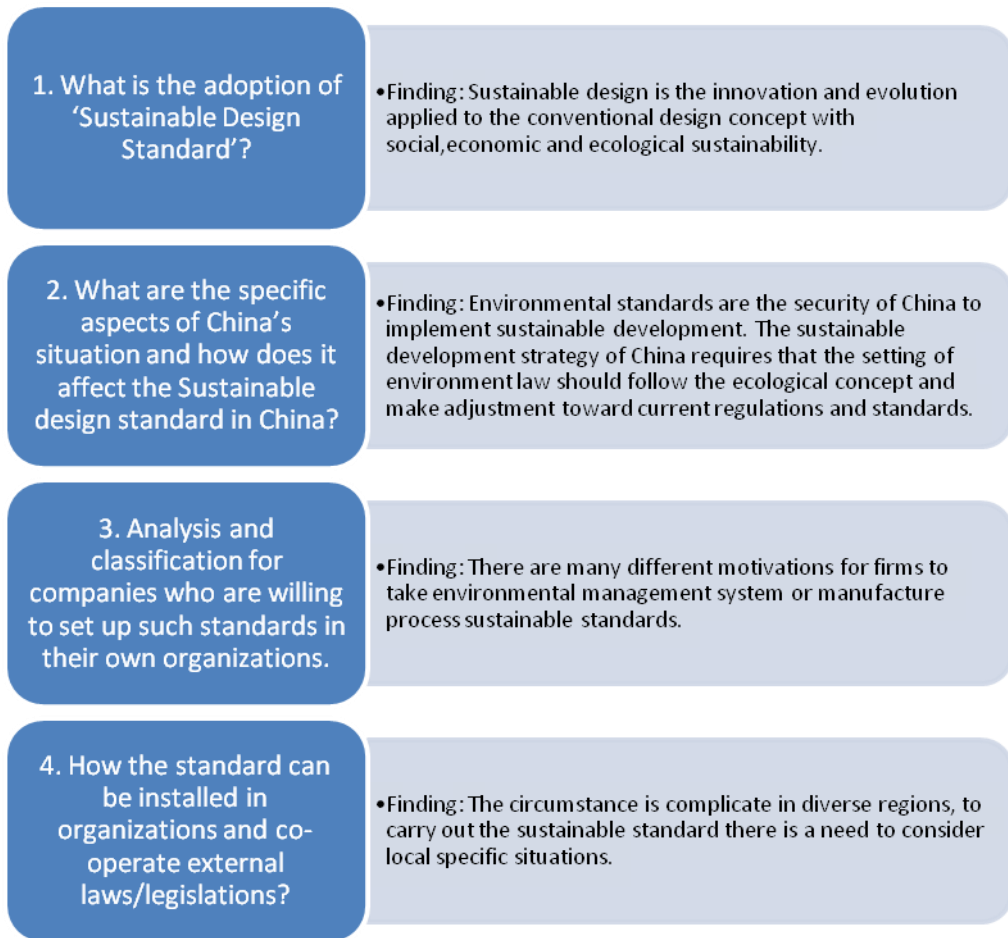 1. What is the adoption of
‘Sustainable Design
Standard’?
•Finding: Sustainable design is the innovation and evolution
applied to the conventional design concept with
social,economic and ecological sustainability.
2. What are the specific
aspects of China’s
situation and how does it
affect the Sustainable
design standard in China?
•Finding: Environmental standards are the security of China to
implement sustainable development. The sustainable
development strategy of China requires that the setting of
environment law should follow the ecological concept and
make adjustment toward current regulations and standards.
3. Analysis and
classification for
companies who are willing
to set up such standards in
their own organizations.
•Finding: There are many different motivations for firms to
take environmental management system or manufacture
process sustainable standards.
4. How the standard can
be installed in
organizations and co-
operate external
laws/legislations?
•Finding: The circumstance is complicate in diverse regions, to
carry out the sustainable standard there is a need to consider
local specific situations.